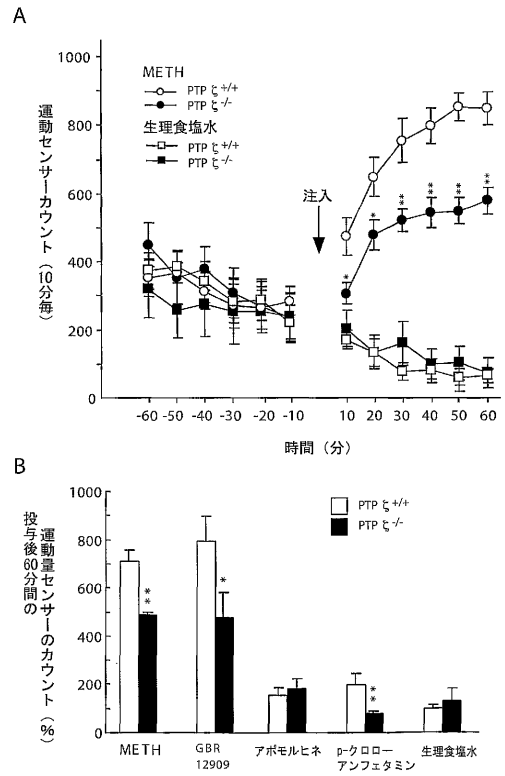 A
運動センサーカウント（10分毎）
1000
800
600
400
200
0
METH
PTP ζ +/+
PTP ζ -/-
生理食塩水
PTP ζ +/+
PTP ζ -/-
注入
*
*
**
**
**
**
-60 -50 -40 -30 -20 -10 10 20 30 40 50 60
時間（分）
B
運動量センサーのカウント（%）
投与後60分間の
1000
800
600
400
200
0
PTP ζ +/+
PTP ζ -/-
**
*
**
METH
GBR
12909
アポモルヒネ
p-クロロー
アンフェタミン
生理食塩水